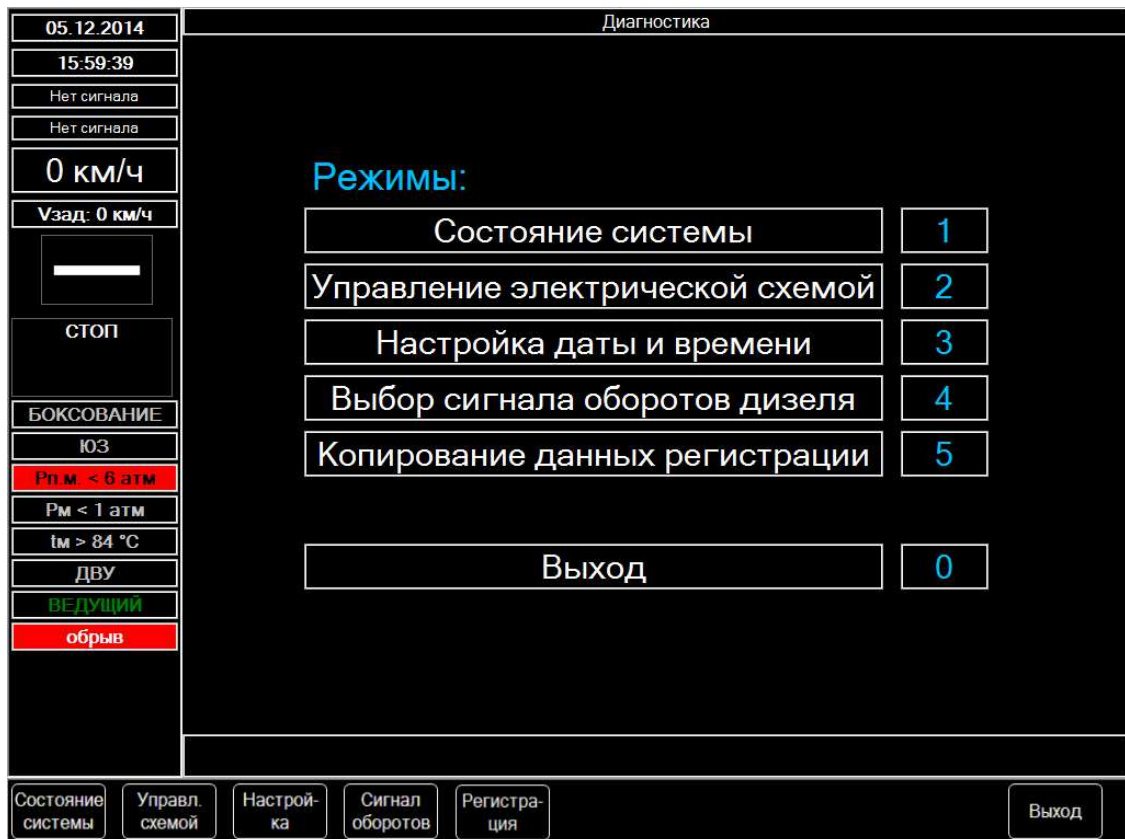 05.12.2014
Диагностика
15:59:39
Нет сигнала
Нет сигнала
0 км/ч
Vзад: 0 км/ч
СТОП
БОКСОВАНИЕ
ЮЗ
Рп.м. < 6 атм
Рм < 1 атм
tм > 84 °C
ДВУ
ВЕДУЩИЙ
обрыв
Режимы:
Состояние системы 1
Управление электрической схемой 2
Настройка даты и времени 3
Выбор сигнала оборотов дизеля 4
Копирование данных регистрации 5
Выход 0
Состояние
системы
Управл.
схемой
Настрой-
ка
Сигнал
оборотов
Регистра-
ция
Выход